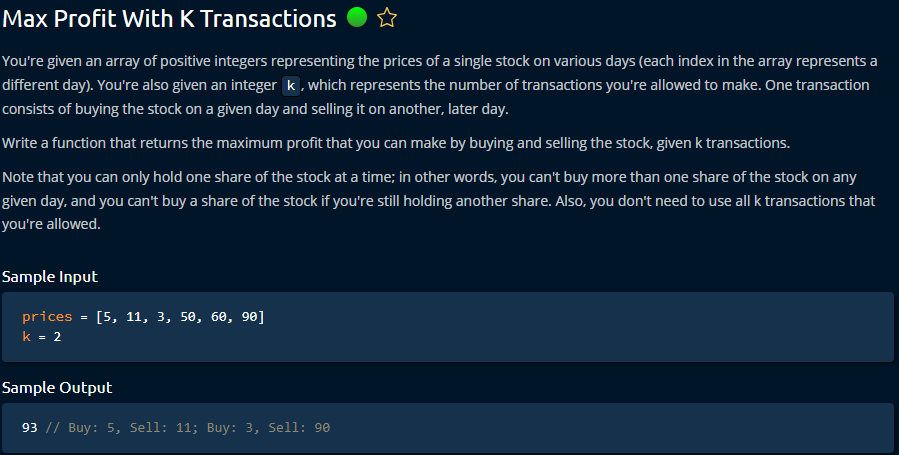 Max Profit With K Transactions
You're given an array of positive integers representing the prices of a single stock on various days (each index in the array represents a
different day). You're also given an integer k , which represents the number of transactions you're allowed to make. One transaction
consists of buying the stock on a given day and selling it on another, later day.
Write a function that returns the maximum profit that you can make by buying and selling the stock, given k transactions.
Note that you can only hold one share of the stock at a time; in other words, you can't buy more than one share of the stock on any
given day, and you can't buy a share of the stock if you're still holding another share. Also, you don't need to use all k transactions that
you're allowed.
Sample Input
prices = [5, 11, 3, 50, 60, 90]
k = 2
Sample Output
93 // Buy: 5, Sell: 11; Buy: 3, Sell: 90